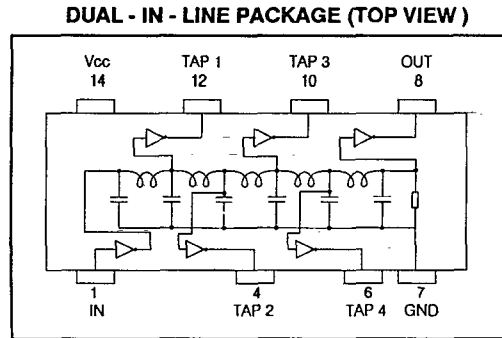 DUAL - IN - LINE PACKAGE (TOP VIEW )
Vcc TAP 1 TAP 3 OUT
14 12 10 8
1 4 6 7
IN TAP 2 TAP 4 GND